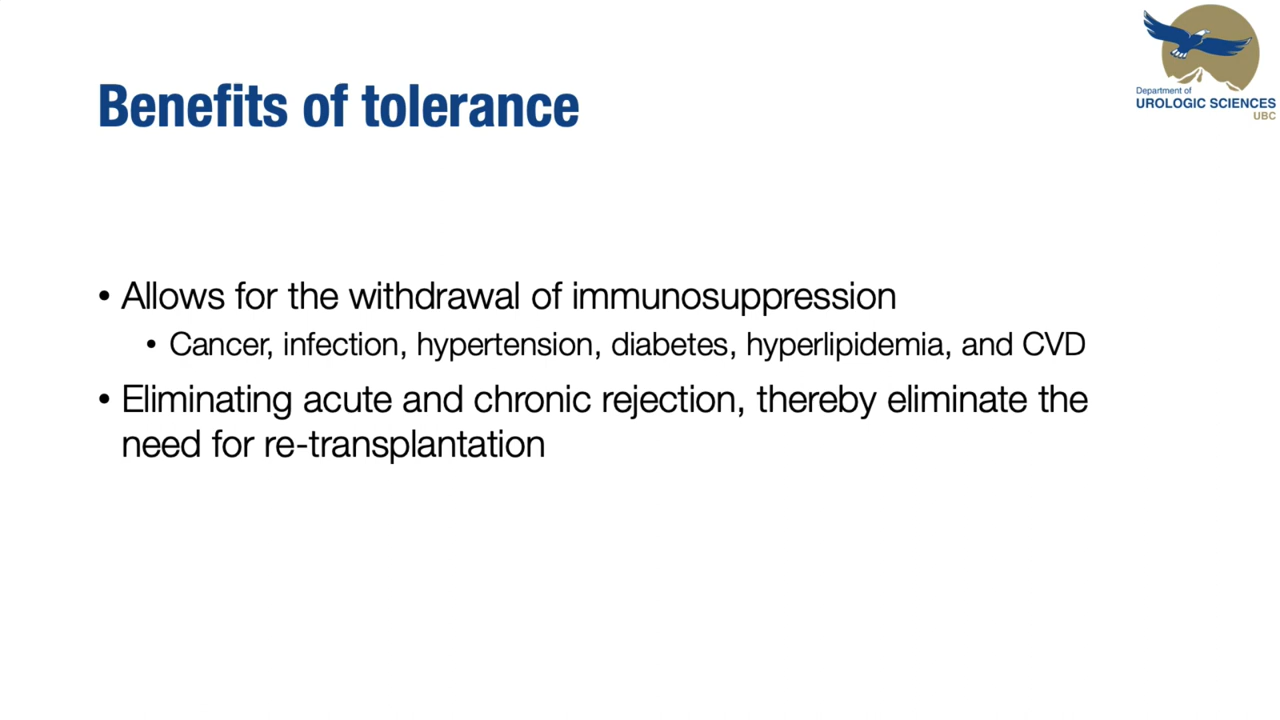 Department of
UROLOGIC SCIENCES
UBC
Benefits of tolerance
• Allows for the withdrawal of immunosuppression
• Cancer, infection, hypertension, diabetes, hyperlipidemia, and CVD
• Eliminating acute and chronic rejection, thereby eliminate the
need for re-transplantation